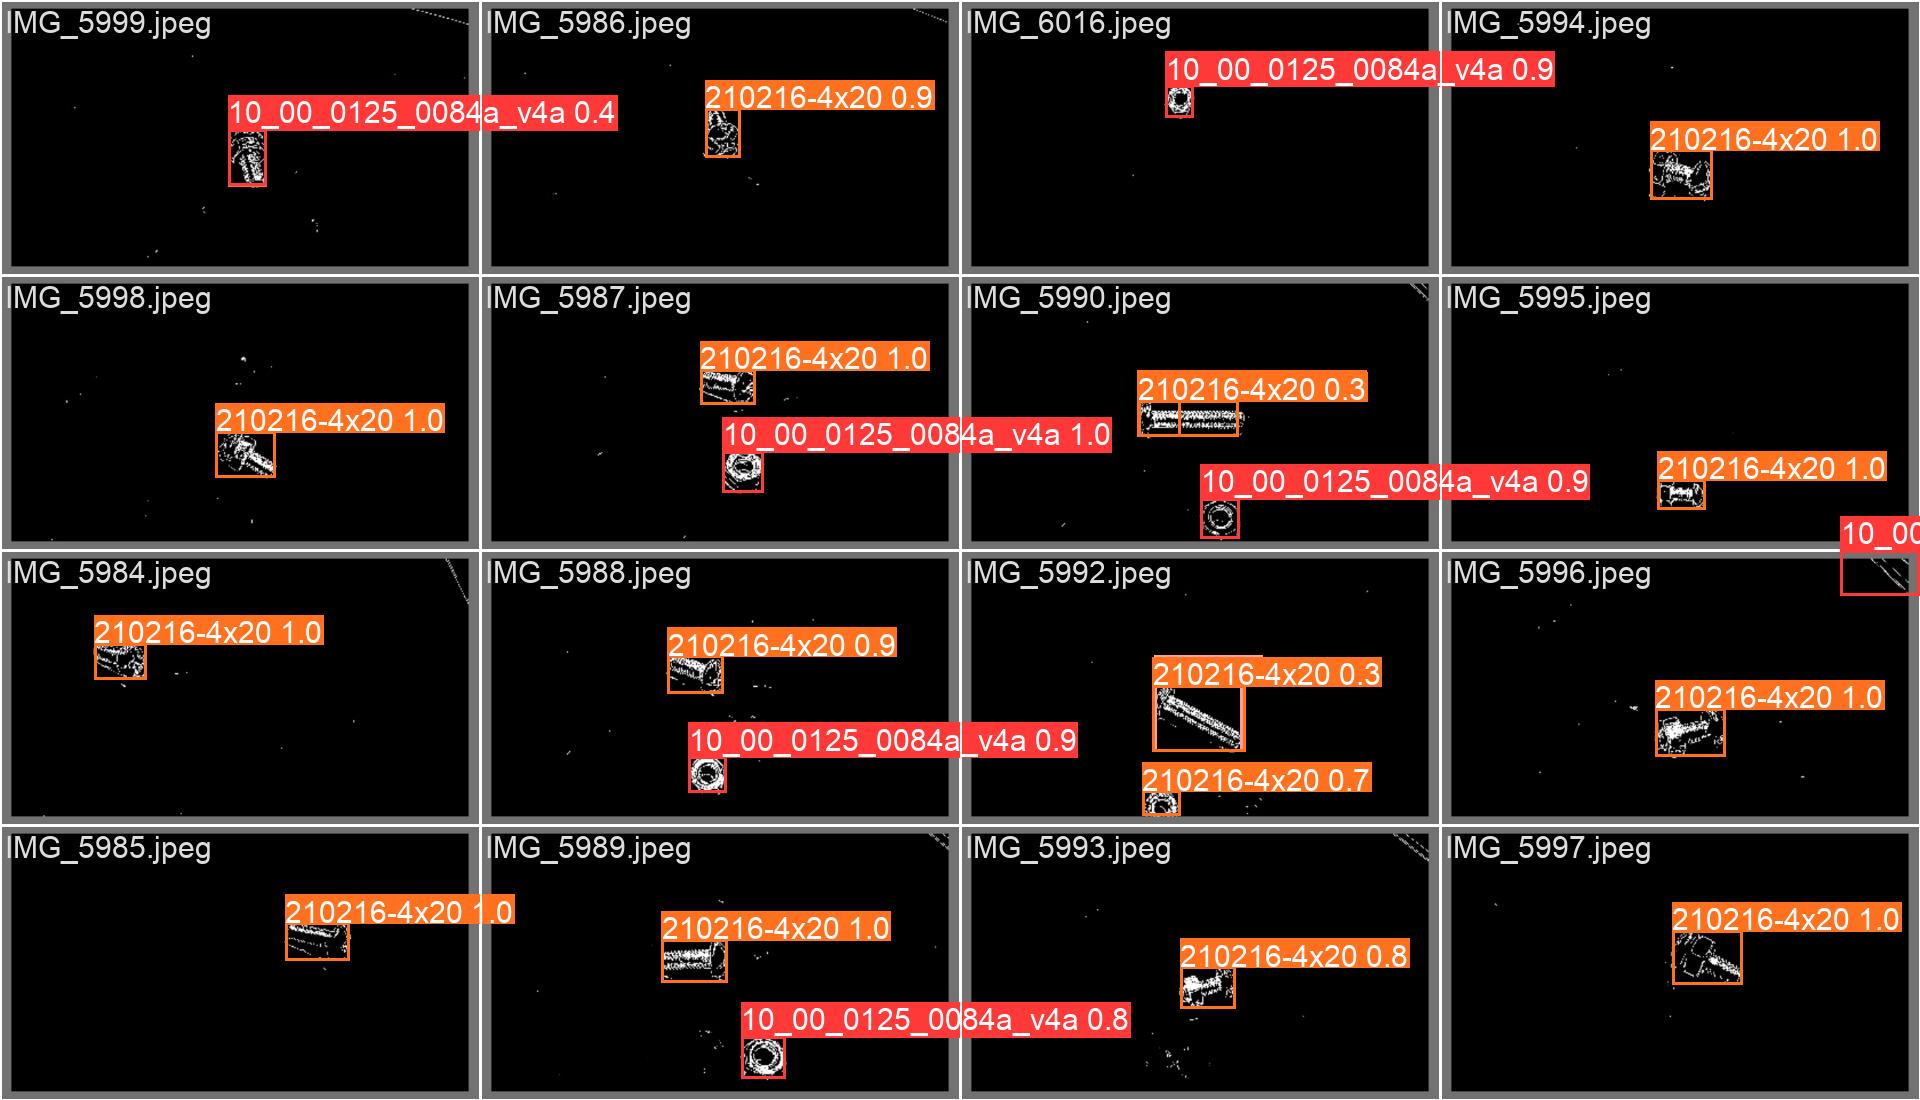 IMG_5999.jpeg
10_00_0125_0084a_v4a 0.4
IMG_5986.jpeg
210216-4x20 0.9
IMG_6016.jpeg
10_00_0125_0084a_v4a 0.9
IMG_5994.jpeg
210216-4x20 1.0
IMG_5998.jpeg
210216-4x20 1.0
IMG_5987.jpeg
210216-4x20 1.0
10_00_0125_0084a_v4a 1.0
IMG_5990.jpeg
210216-4x20 0.3
10_00_0125_0084a_v4a 0.9
IMG_5995.jpeg
210216-4x20 1.0
IMG_5984.jpeg
210216-4x20 1.0
IMG_5988.jpeg
210216-4x20 0.9
10_00_0125_0084a_v4a 0.9
IMG_5992.jpeg
210216-4x20 0.3
210216-4x20 0.7
IMG_5996.jpeg
10_00
210216-4x20 1.0
IMG_5985.jpeg
210216-4x20 1.0
IMG_5989.jpeg
210216-4x20 1.0
10_00_0125_0084a_v4a 0.8
IMG_5993.jpeg
210216-4x20 0.8
IMG_5997.jpeg
210216-4x20 1.0